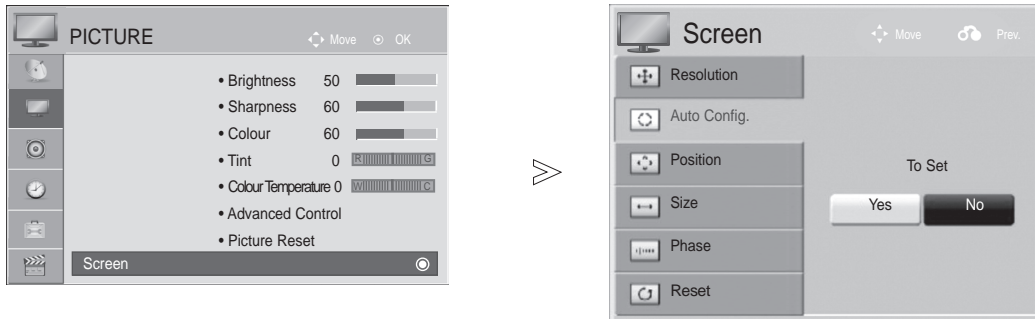 PICTURE
Move OK
• Brightness 50
• Sharpness 60
• Colour 60
• Tint 0 R G
• Colour Temperature 0 W C
• Advanced Control
• Picture Reset
Screen
Screen
Move Prev.
Resolution
Auto Config.
Position
Size
Phase
Reset
To Set
Yes No